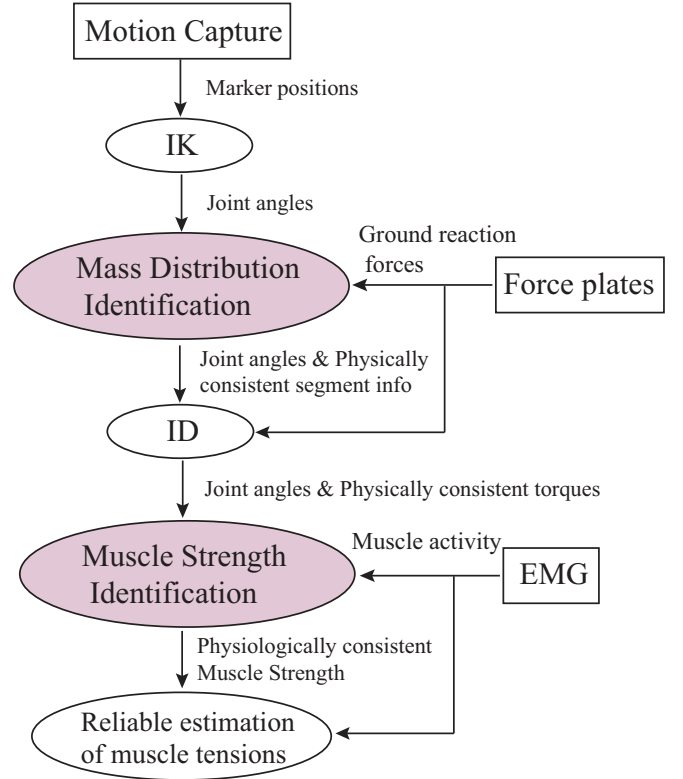 Motion Capture
Marker positions
IK
Joint angles
Ground reaction
forces
Mass Distribution
Identification
Force plates
Joint angles & Physically
consistent segment info
ID
Joint angles & Physically consistent torques
Muscle activity
Muscle Strength
Identification
EMG
Physiologically consistent
Muscle Strength
Reliable estimation
of muscle tensions